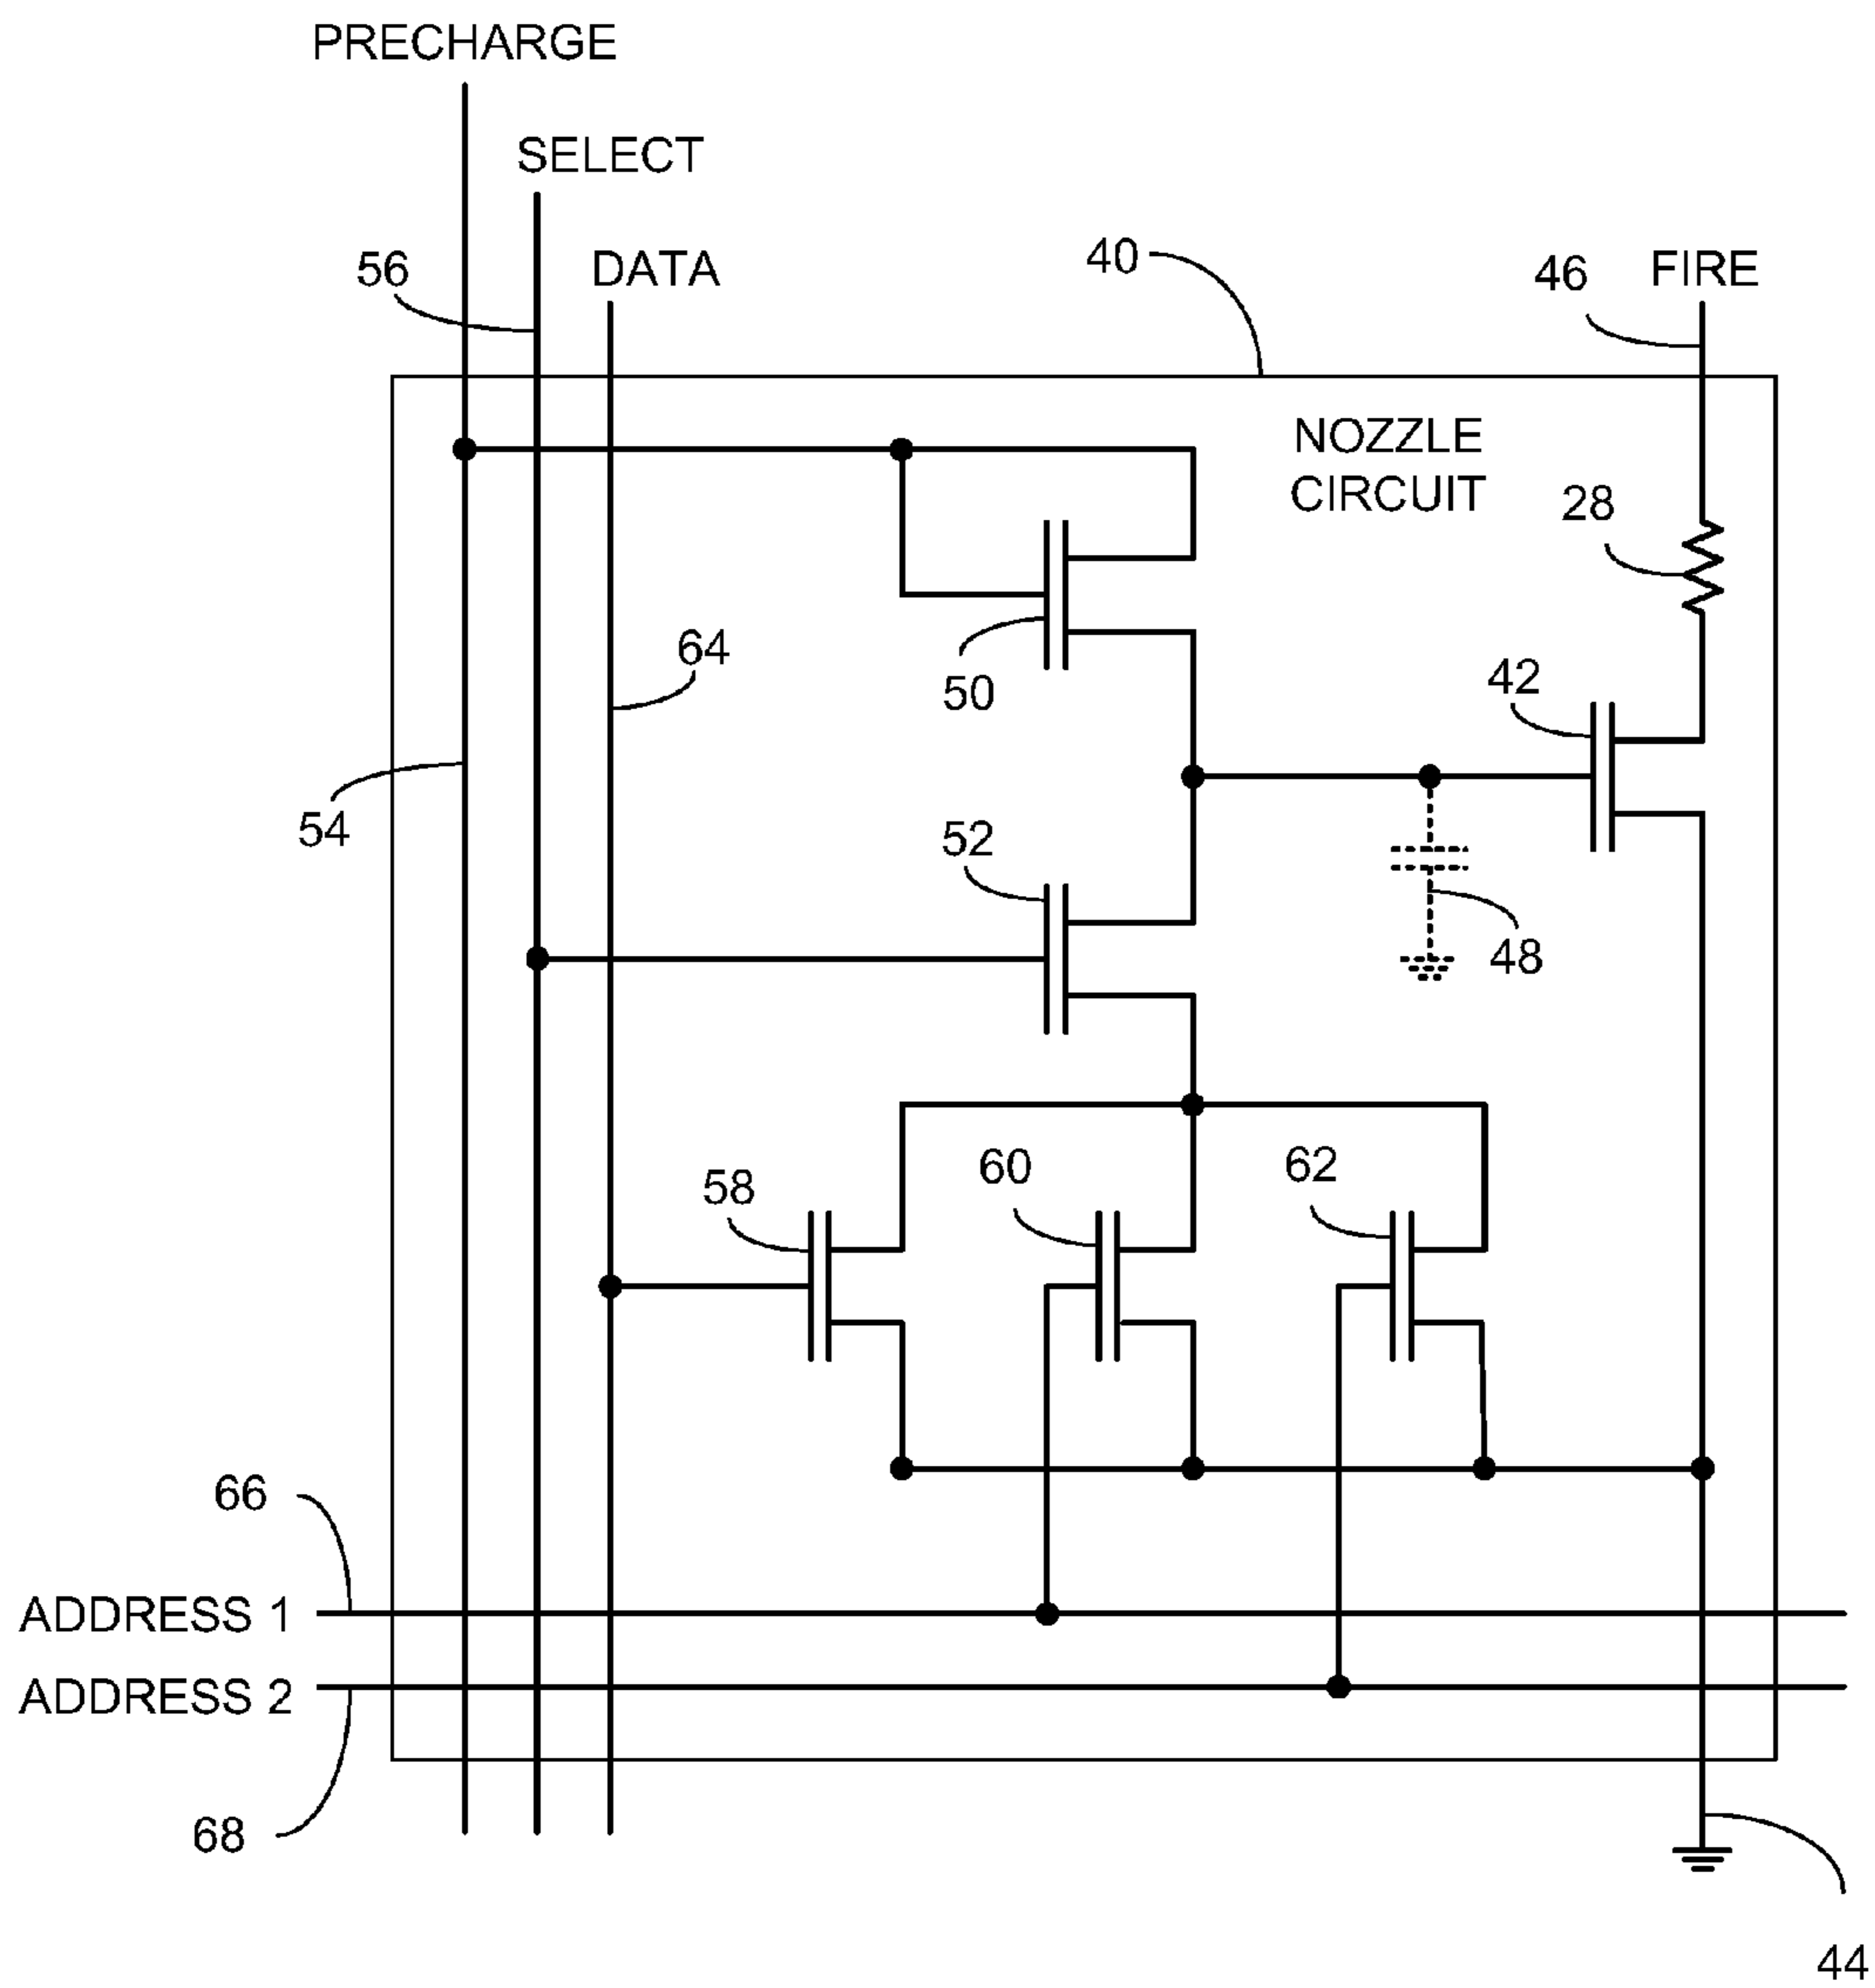 PRECHARGE
SELECT
56
DATA
40
46
FIRE
NOZZLE
CIRCUIT
28
64
50
42
54
52
48
58
60
62
66
ADDRESS 1
ADDRESS 2
68
44